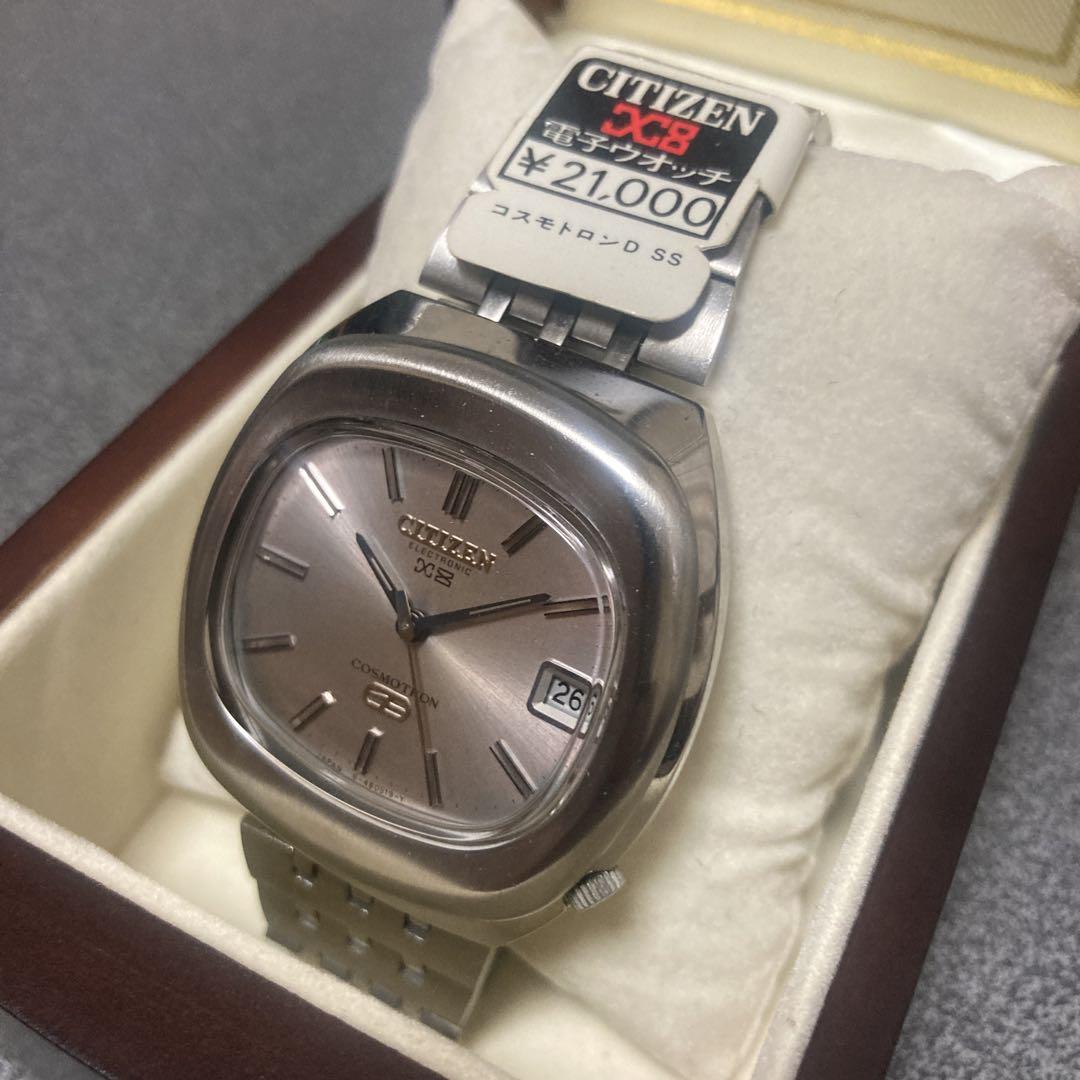 CITIZEN
X8
電子ウオッチ
¥21,000
コスモトロンD SS
CITIZEN
ELECTRONIC
X8
COSMOTRON
26
JAPAN